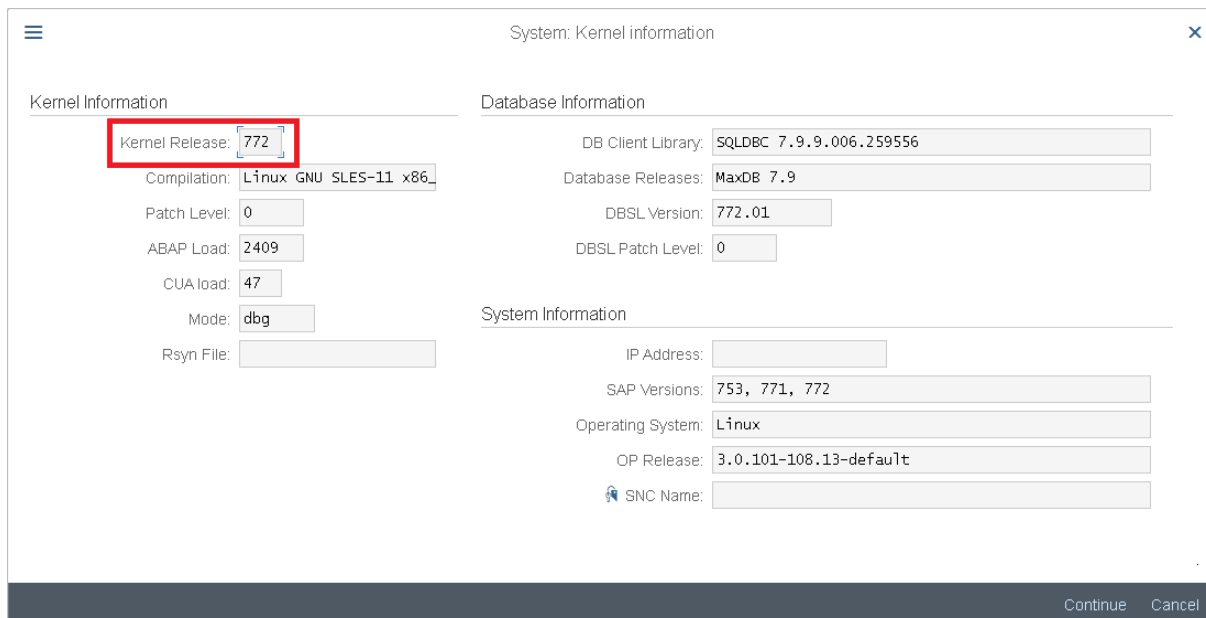 System: Kernel information
Kernel Information
Kernel Release: 772
Compilation: Linux GNU SLES-11 x86_
Patch Level: 0
ABAP Load: 2409
CUA load: 47
Mode: dbg
Rsyn File:
Database Information
DB Client Library: SQLDBC 7.9.9.006.259556
Database Releases: MaxDB 7.9
DBSL Version: 772.01
DBSL Patch Level: 0
System Information
IP Address:
SAP Versions: 753, 771, 772
Operating System: Linux
OP Release: 3.0.101-108.13-default
SNC Name:
Continue Cancel